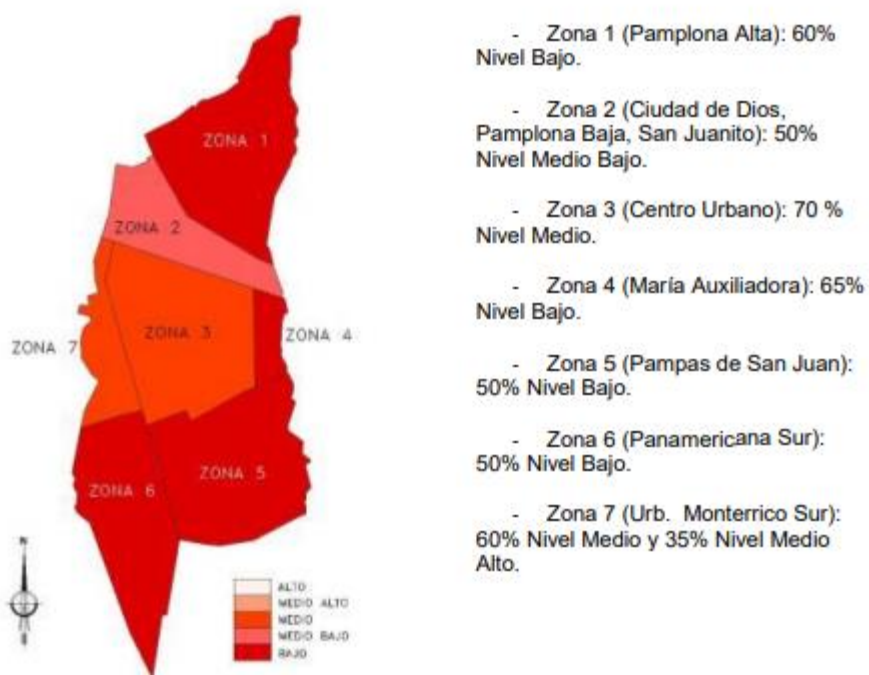 ZONA 1
ZONA 2
ZONA 3
ZONA 4
ZONA 7
ZONA 5
ZONA 6
N
ALTO
MEDIO ALTO
MEDIO
MEDIO BAJO
BAJO
- Zona 1 (Pamplona Alta): 60%
Nivel Bajo.
- Zona 2 (Ciudad de Dios,
Pamplona Baja, San Juanito): 50%
Nivel Medio Bajo.
- Zona 3 (Centro Urbano): 70 %
Nivel Medio.
- Zona 4 (María Auxiliadora): 65%
Nivel Bajo.
- Zona 5 (Pampas de San Juan):
50% Nivel Bajo.
- Zona 6 (Panamericana Sur):
50% Nivel Bajo.
- Zona 7 (Urb. Monterrico Sur):
60% Nivel Medio y 35% Nivel Medio
Alto.